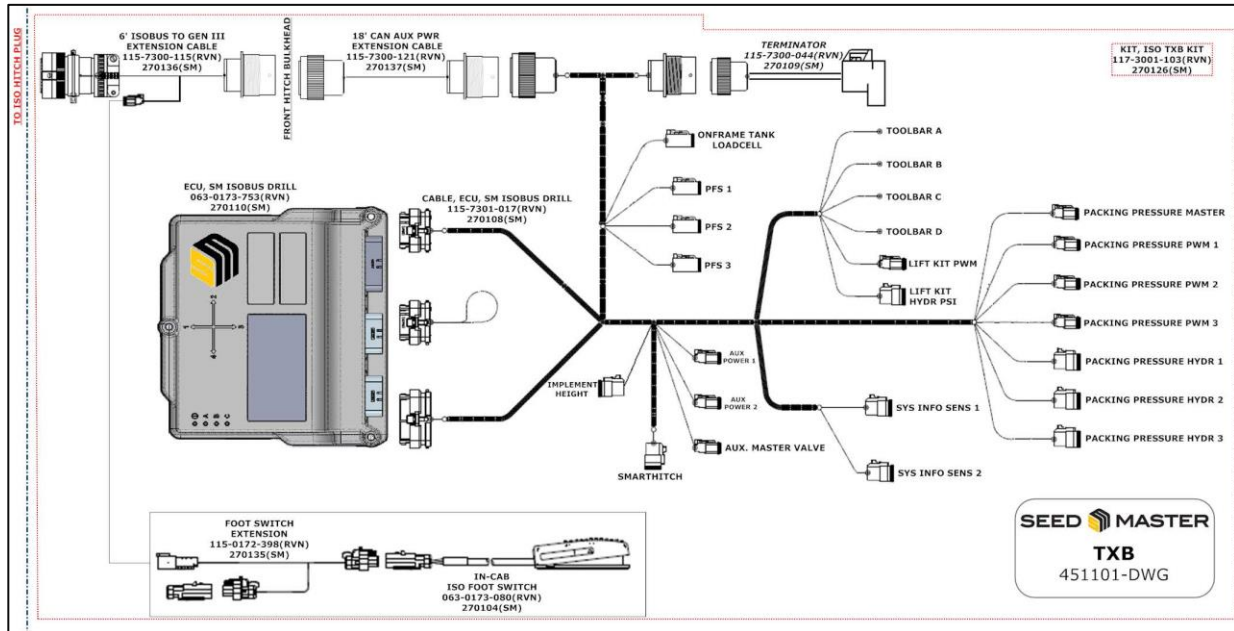 TO ISO HITCH PLUG
6' ISOBUS TO GEN III
EXTENSION CABLE
115-7300-115(RVN)
270136(SM)
FRONT HITCH BULKHEAD
18' CAN AUX PWR
EXTENSION CABLE
115-7300-121(RVN)
270137(SM)
TERMINATOR
115-7300-044(RVN)
270109(SM)
KIT, ISO TXB KIT
117-3001-103(RVN)
270126(SM)
ONFRAME TANK
LOADCELL
PFS 1
PFS 2
PFS 3
TOOLBAR A
TOOLBAR B
TOOLBAR C
TOOLBAR D
LIFT KIT PWM
LIFT KIT
HYDR PSI
ECU, SM ISOBUS DRILL
063-0173-753(RVN)
270110(SM)
1
2
3
4
A
B
C
CABLE, ECU, SM ISOBUS DRILL
115-7301-017(RVN)
270108(SM)
PACKING PRESSURE MASTER
PACKING PRESSURE PWM 1
PACKING PRESSURE PWM 2
PACKING PRESSURE PWM 3
PACKING PRESSURE HYDR 1
PACKING PRESSURE HYDR 2
PACKING PRESSURE HYDR 3
IMPLEMENT
HEIGHT
AUX
POWER 1
AUX
POWER 2
AUX. MASTER VALVE
SMARTHITCH
SYS INFO SENS 1
SYS INFO SENS 2
FOOT SWITCH
EXTENSION
115-0172-398(RVN)
270135(SM)
IN-CAB
ISO FOOT SWITCH
063-0173-080(RVN)
270104(SM)
SEED MASTER
TXB
451101-DWG